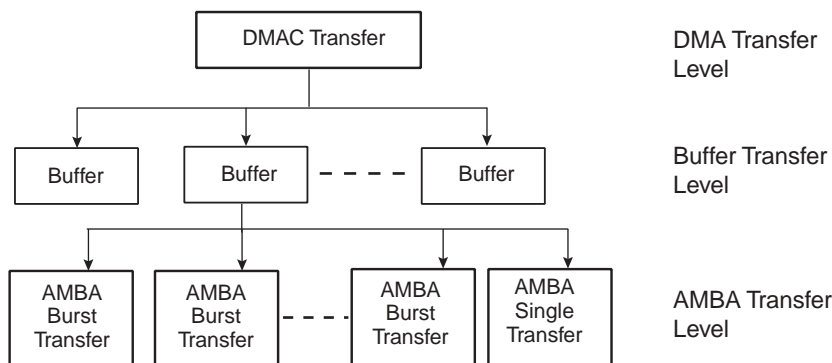 DMAC Transfer
DMA Transfer
Level
Buffer
Buffer
Buffer
Buffer Transfer
Level
AMBA
Burst
Transfer
AMBA
Burst
Transfer
AMBA
Burst
Transfer
AMBA
Single
Transfer
AMBA Transfer
Level